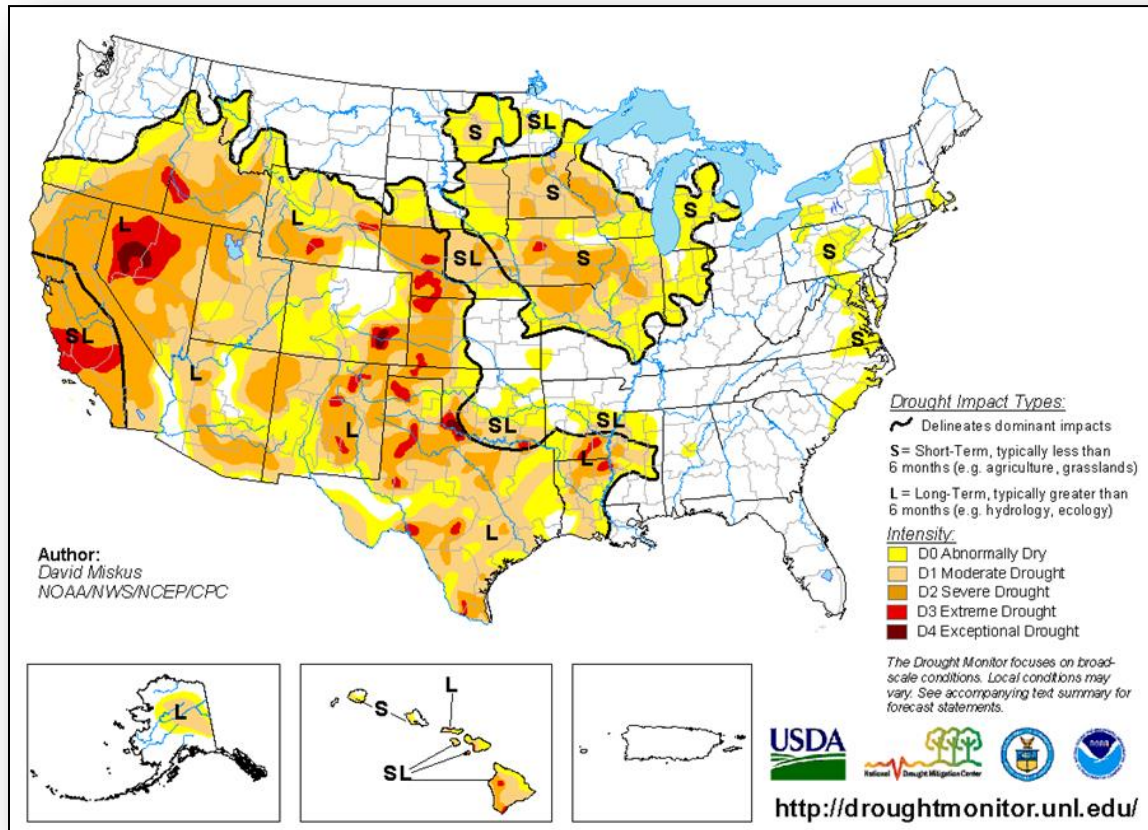 S
SL
S
S
L
L
SL
S
S
SL
S
L
SL
SL
L
L
L
Drought Impact Types:
Delineates dominant impacts
S = Short-Term, typically less than
6 months (e.g. agriculture, grasslands)
L = Long-Term, typically greater than
6 months (e.g. hydrology, ecology)
Intensity:
D0 Abnormally Dry
D1 Moderate Drought
D2 Severe Drought
D3 Extreme Drought
D4 Exceptional Drought
Author:
David Miskus
NOAA/NWS/NCEP/CPC
The Drought Monitor focuses on broad-
scale conditions. Local conditions may
vary. See accompanying text summary for
forecast statements.
L
L
S
SL
USDA
National Drought Mitigation Center
NOAA
http://droughtmonitor.unl.edu/